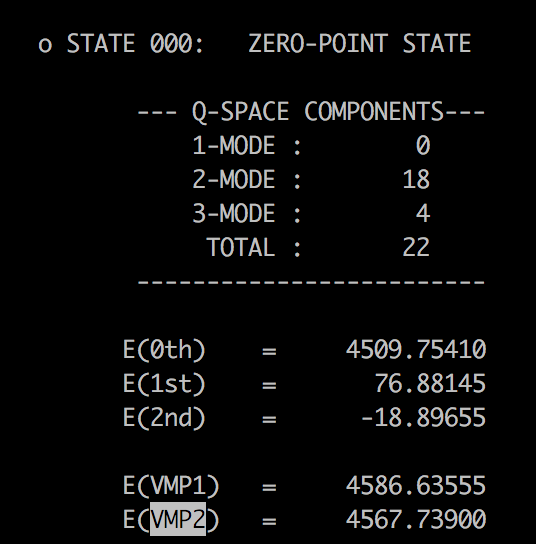 o STATE 000: ZERO-POINT STATE
--- Q-SPACE COMPONENTS---
1-MODE : 0
2-MODE : 18
3-MODE : 4
TOTAL : 22
-------------------------
E(0th) = 4509.75410
E(1st) = 76.88145
E(2nd) = -18.89655
E(VMP1) = 4586.63555
E(VMP2) = 4567.73900